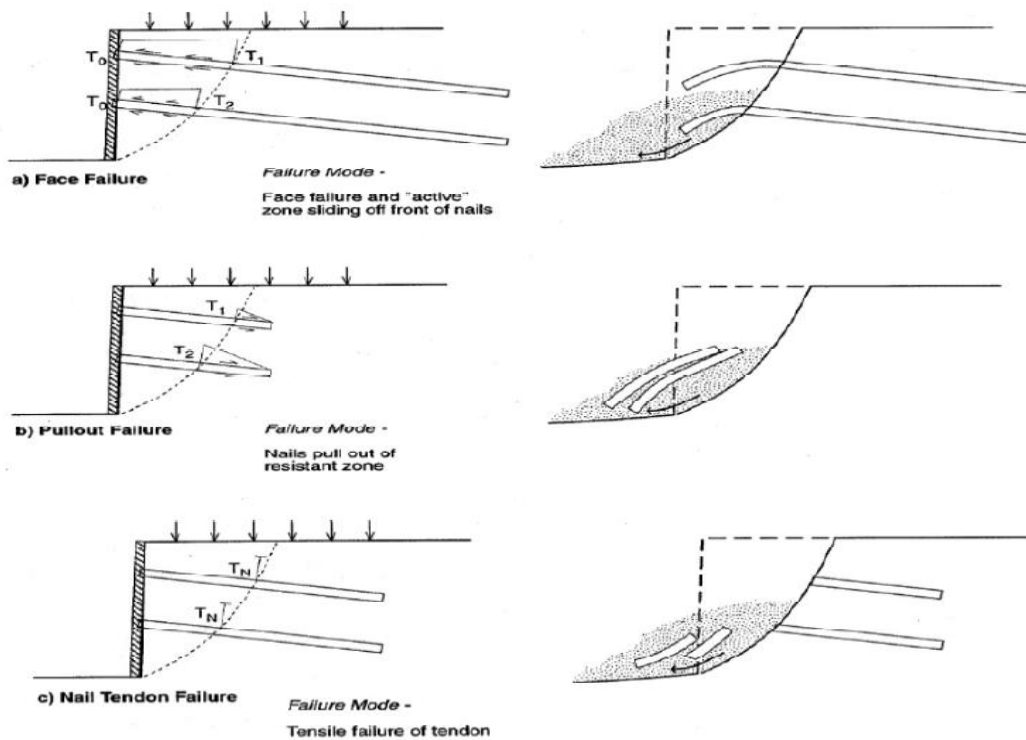 T₀
T₁
T₀
T₂
a) Face Failure
Failure Mode -
Face failure and "active"
zone sliding off front of nails
T₁
T₂
b) Pullout Failure
Failure Mode -
Nails pull out of
resistant zone
T_N
T_N
c) Nail Tendon Failure
Failure Mode -
Tensile failure of tendon